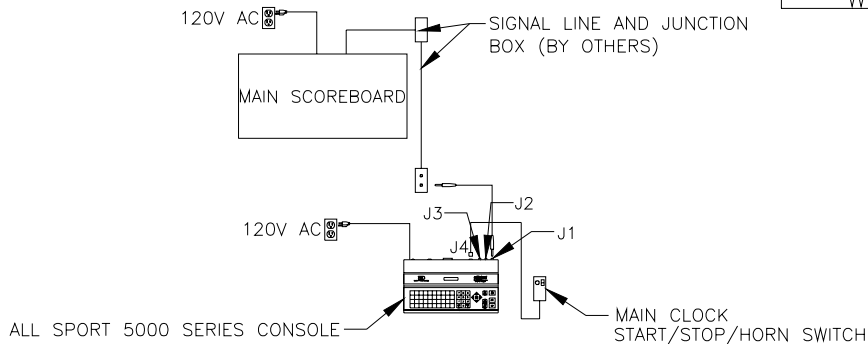 W
120V AC
SIGNAL LINE AND JUNCTION
BOX (BY OTHERS)
MAIN SCOREBOARD
J3
J2
J1
J4
120V AC
ALL SPORT 5000 SERIES CONSOLE
MAIN CLOCK
START/STOP/HORN SWITCH